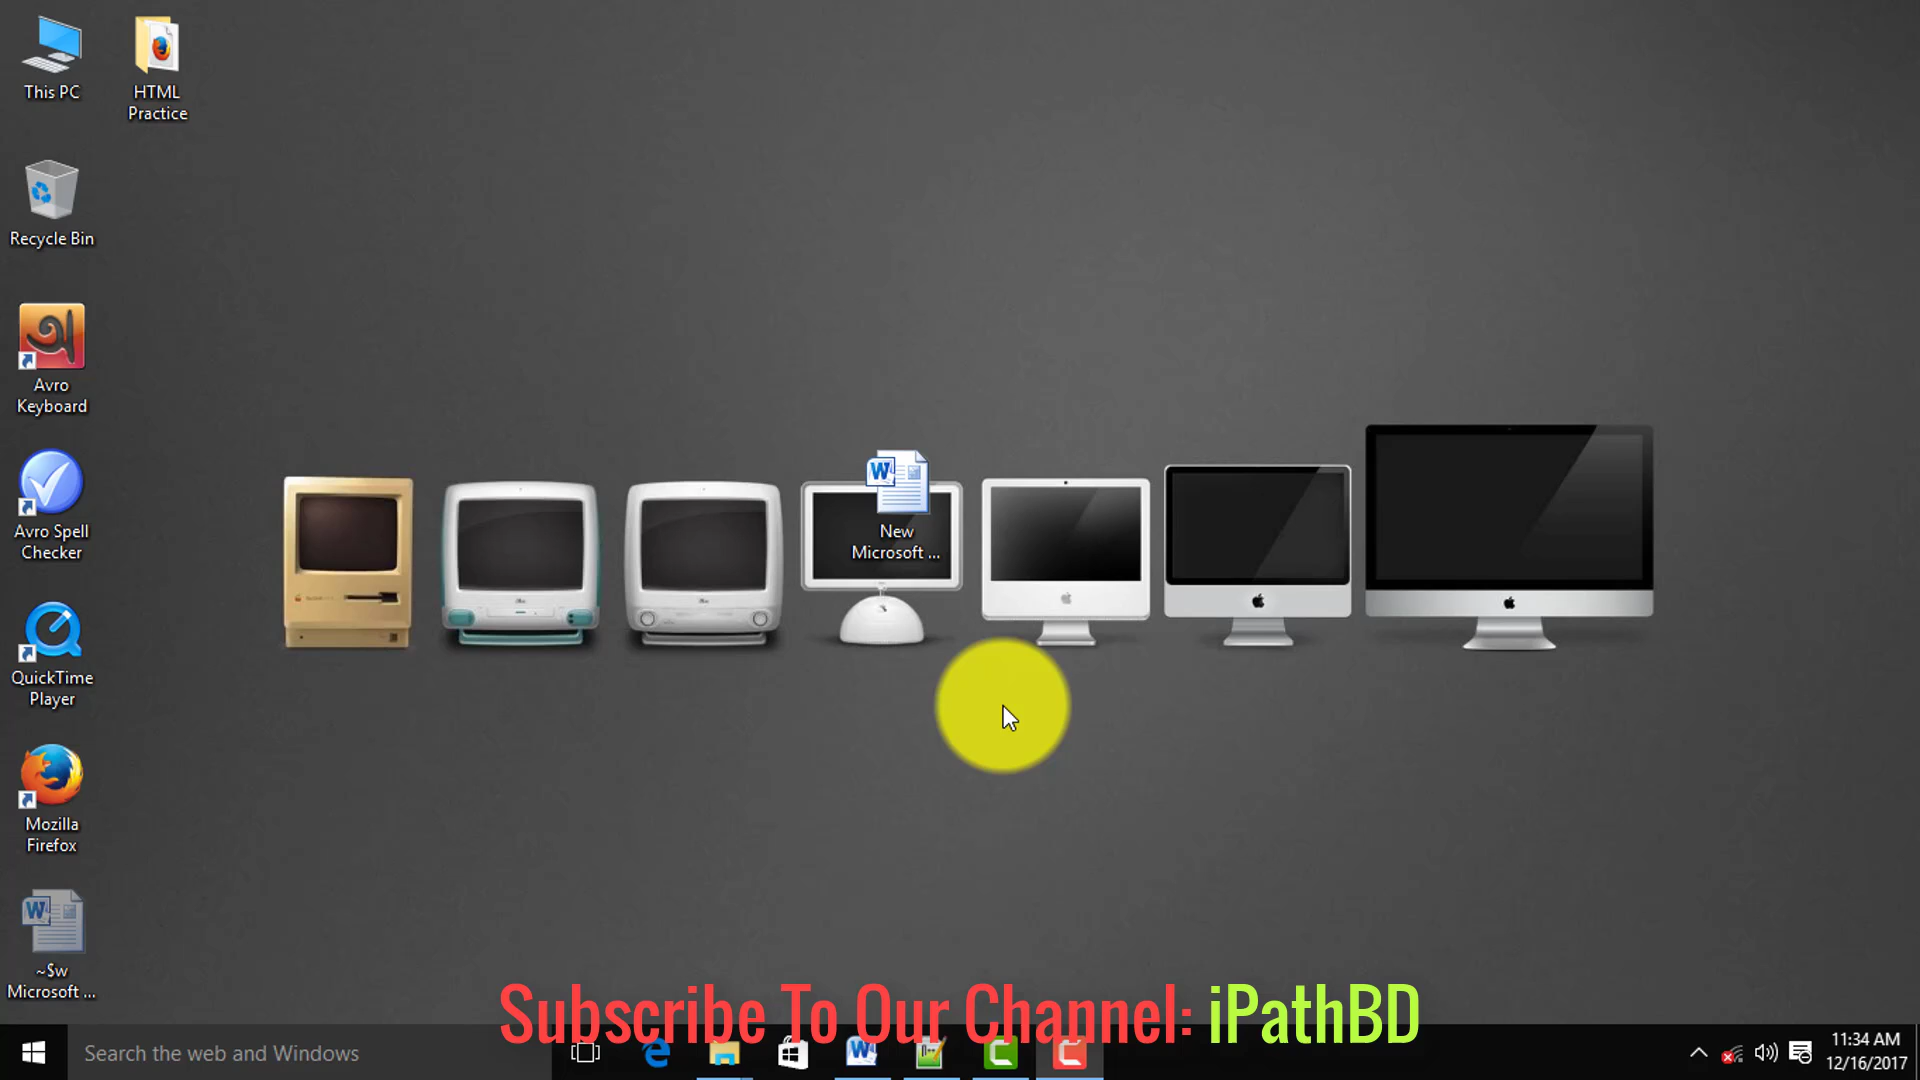 This PC
HTML
Practice
Recycle Bin
Avro
Keyboard
Avro Spell
Checker
QuickTime
Player
Mozilla
Firefox
~$w
Microsoft ...
New
Microsoft ...
Subscribe To Our Channel: iPathBD
Search the web and Windows
11:34 AM
12/16/2017